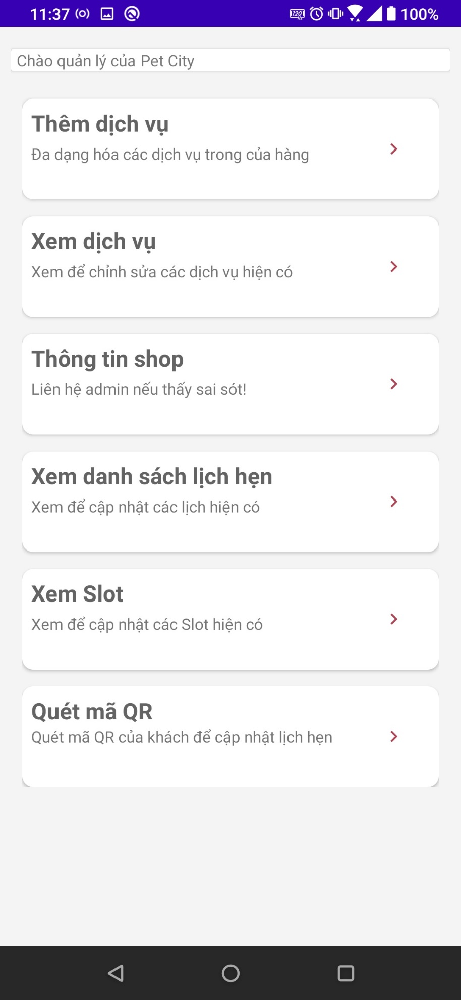 11:37
120
Hz
100%
Chào quản lý của Pet City
Thêm dịch vụ
Đa dạng hóa các dịch vụ trong của hàng
Xem dịch vụ
Xem để chỉnh sửa các dịch vụ hiện có
Thông tin shop
Liên hệ admin nếu thấy sai sót!
Xem danh sách lịch hẹn
Xem để cập nhật các lịch hiện có
Xem Slot
Xem để cập nhật các Slot hiện có
Quét mã QR
Quét mã QR của khách để cập nhật lịch hẹn